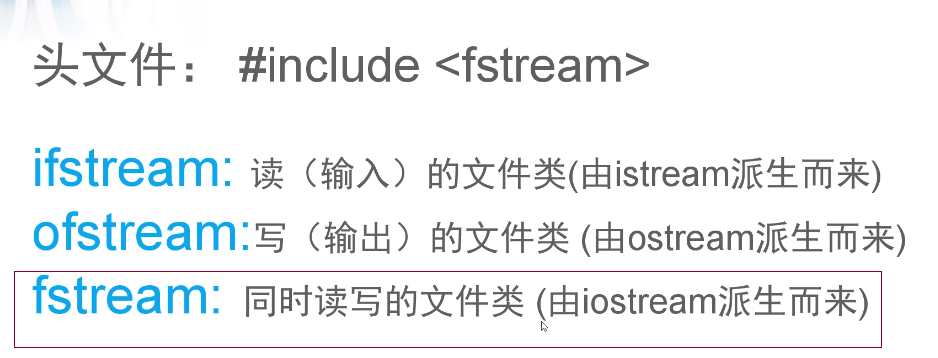 头文件： #include <fstream>
ifstream: 读（输入）的文件类(由istream派生而来)
ofstream:写（输出）的文件类 (由ostream派生而来)
fstream: 同时读写的文件类 (由iostream派生而来)